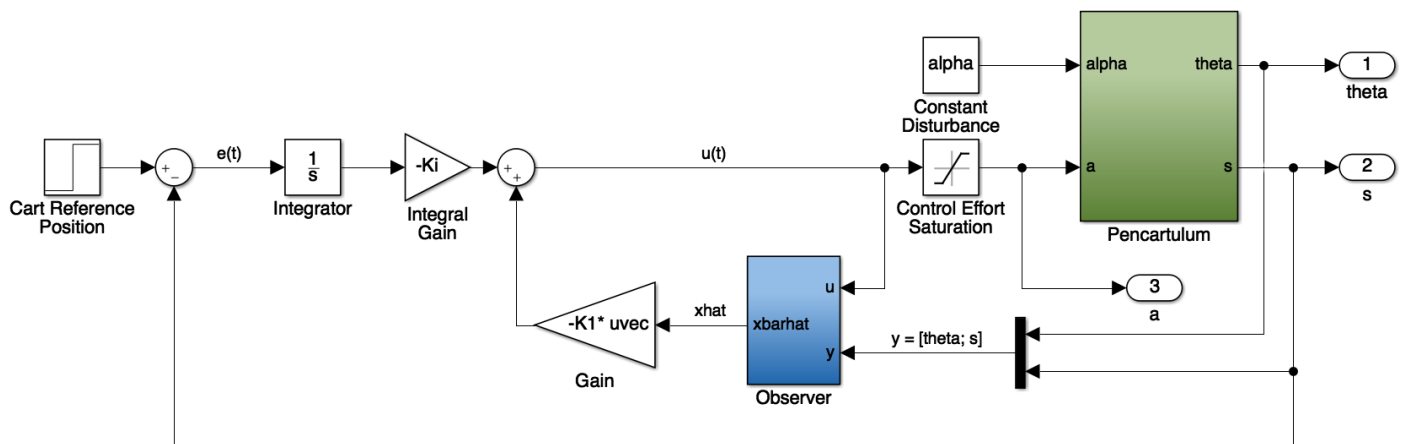 alpha
Constant
Disturbance
alpha
theta
a
s
Pencartulum
1
theta
2
s
3
a
Cart Reference
Position
+
−
e(t)
1
s
Integrator
-Ki
Integral
Gain
+
+
u(t)
Control Effort
Saturation
-K1* uvec
Gain
xhat
u
xbarhat
y
Observer
y = [theta; s]